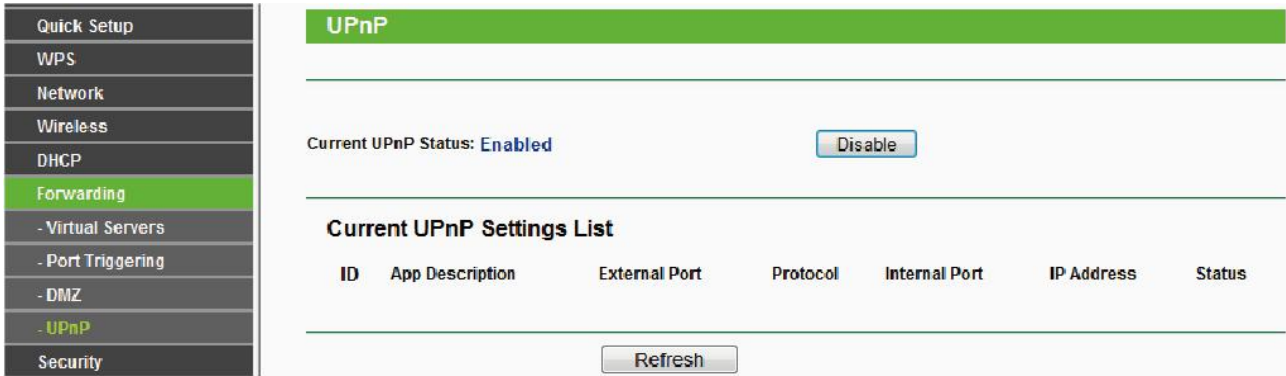 Quick Setup
WPS
Network
Wireless
DHCP
Forwarding
- Virtual Servers
- Port Triggering
- DMZ
- UPnP
Security
UPnP
Current UPnP Status: Enabled Disable
Current UPnP Settings List
ID App Description External Port Protocol Internal Port IP Address Status
Refresh